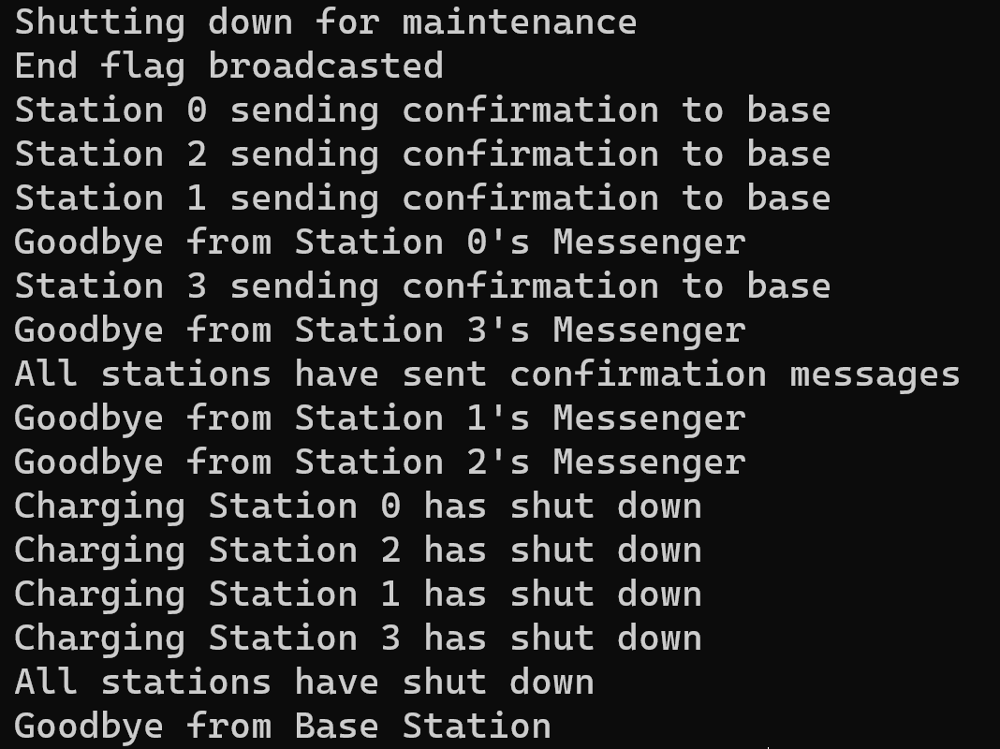 Shutting down for maintenance
End flag broadcasted
Station 0 sending confirmation to base
Station 2 sending confirmation to base
Station 1 sending confirmation to base
Goodbye from Station 0's Messenger
Station 3 sending confirmation to base
Goodbye from Station 3's Messenger
All stations have sent confirmation messages
Goodbye from Station 1's Messenger
Goodbye from Station 2's Messenger
Charging Station 0 has shut down
Charging Station 2 has shut down
Charging Station 1 has shut down
Charging Station 3 has shut down
All stations have shut down
Goodbye from Base Station